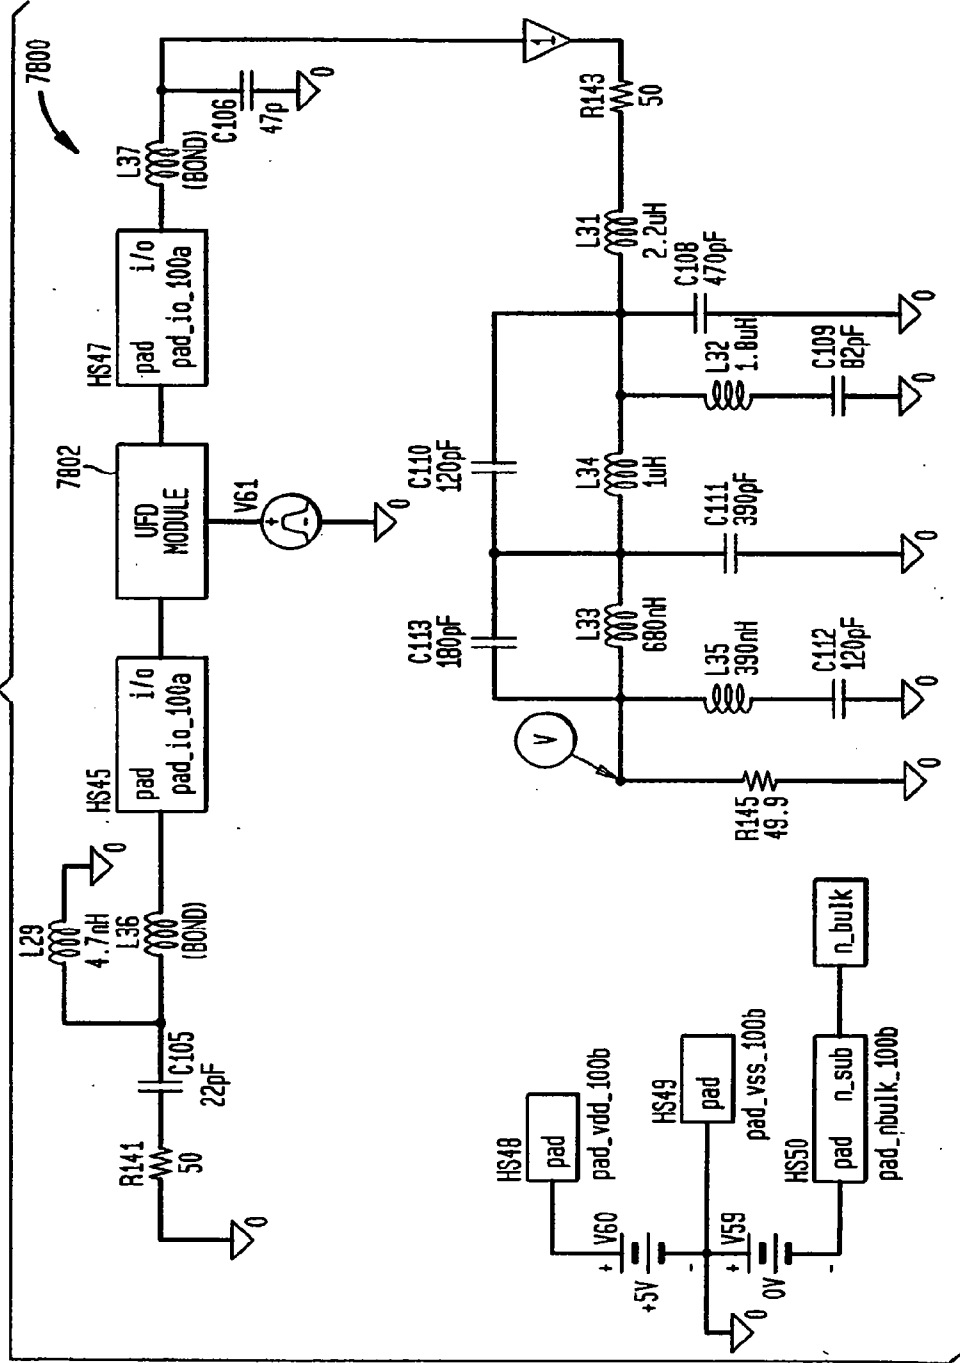 7800
L29
4.7nH
L36
(BOND)
R141
50
C105
22pF
0
0
HS45
pad i/o
pad_io_100a
7802
UFD
MODULE
V61
+
-
0
HS47
pad i/o
pad_io_100a
L37
(BOND)
C106
47p
0
1
R143
50
L31
2.2uH
C108
470pF
0
L32
1.8uH
C109
82pF
0
C110
120pF
L34
1uH
C111
390pF
0
C113
180pF
L33
680nH
L35
390nH
C112
120pF
0
V
R145
49.9
0
HS48
pad
pad_vdd_100b
+ V60
+5V
-
HS49
pad
pad_vss_100b
0
+ V59
0V
-
HS50
pad n_sub
pad_nbulk_100b
n_bulk